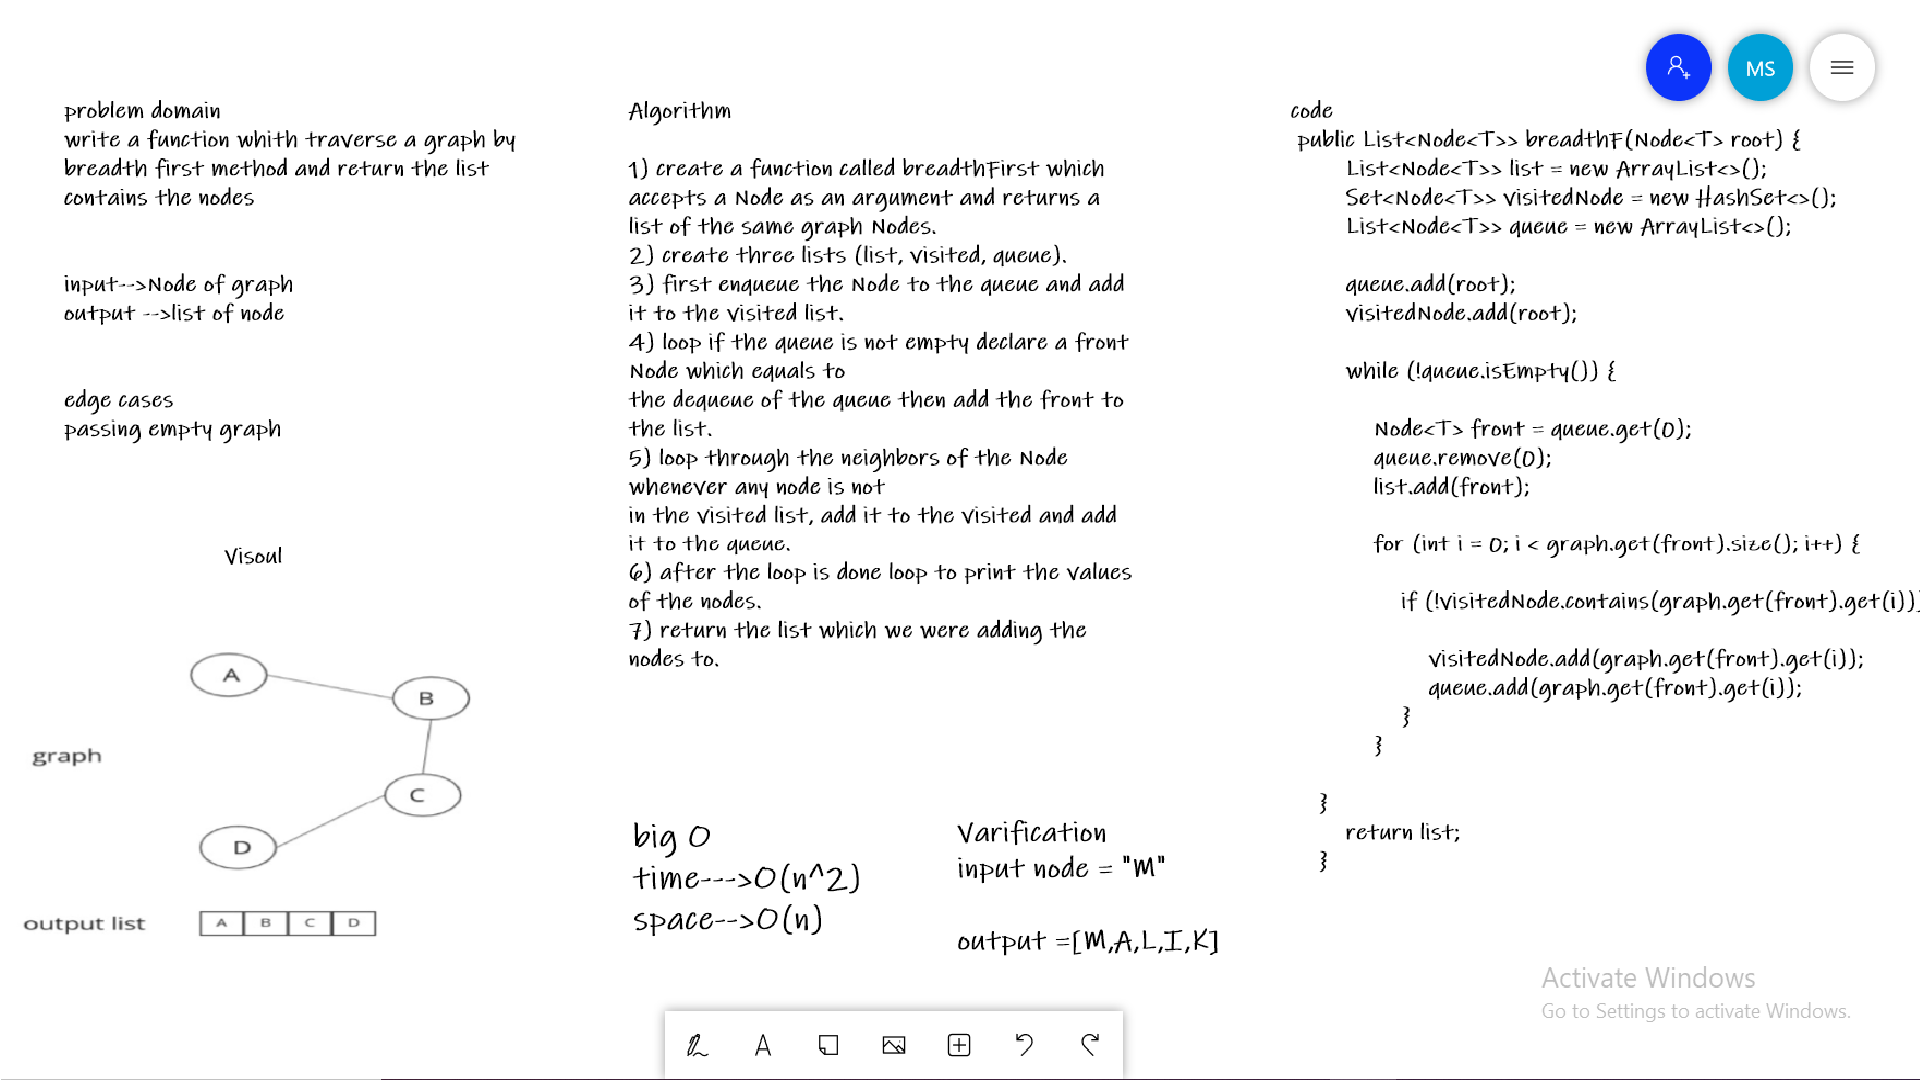 MS
problem domain
write a function whith traverse a graph by
breadth first method and return the list
contains the nodes
input-->Node of graph
output -->list of node
edge cases
passing empty graph
Visoul
A
B
graph
C
D
output list
A B C D
Algorithm
1) create a function called breadthFirst which
accepts a Node as an argument and returns a
list of the same graph Nodes.
2) create three lists (list, visited, queue).
3) first enqueue the Node to the queue and add
it to the visited list.
4) loop if the queue is not empty declare a front
Node which equals to
the dequeue of the queue then add the front to
the list.
5) loop through the neighbors of the Node
whenever any node is not
in the visited list, add it to the visited and add
it to the queue.
6) after the loop is done loop to print the values
of the nodes.
7) return the list which we were adding the
nodes to.
big O
time--->O(n^2)
space-->O(n)
Varification
input node = "M"
output =[M,A,L,I,K]
code
public List<Node<T>> breadthF(Node<T> root) {
List<Node<T>> list = new ArrayList<>();
Set<Node<T>> visitedNode = new HashSet<>();
List<Node<T>> queue = new ArrayList<>();
queue.add(root);
visitedNode.add(root);
while (!queue.isEmpty()) {
Node<T> front = queue.get(0);
queue.remove(0);
list.add(front);
for (int i = 0; i < graph.get(front).size(); i++) {
if (!visitedNode.contains(graph.get(front).get(i))
visitedNode.add(graph.get(front).get(i));
queue.add(graph.get(front).get(i));
}
}
}
return list;
}
Activate Windows
Go to Settings to activate Windows.
A